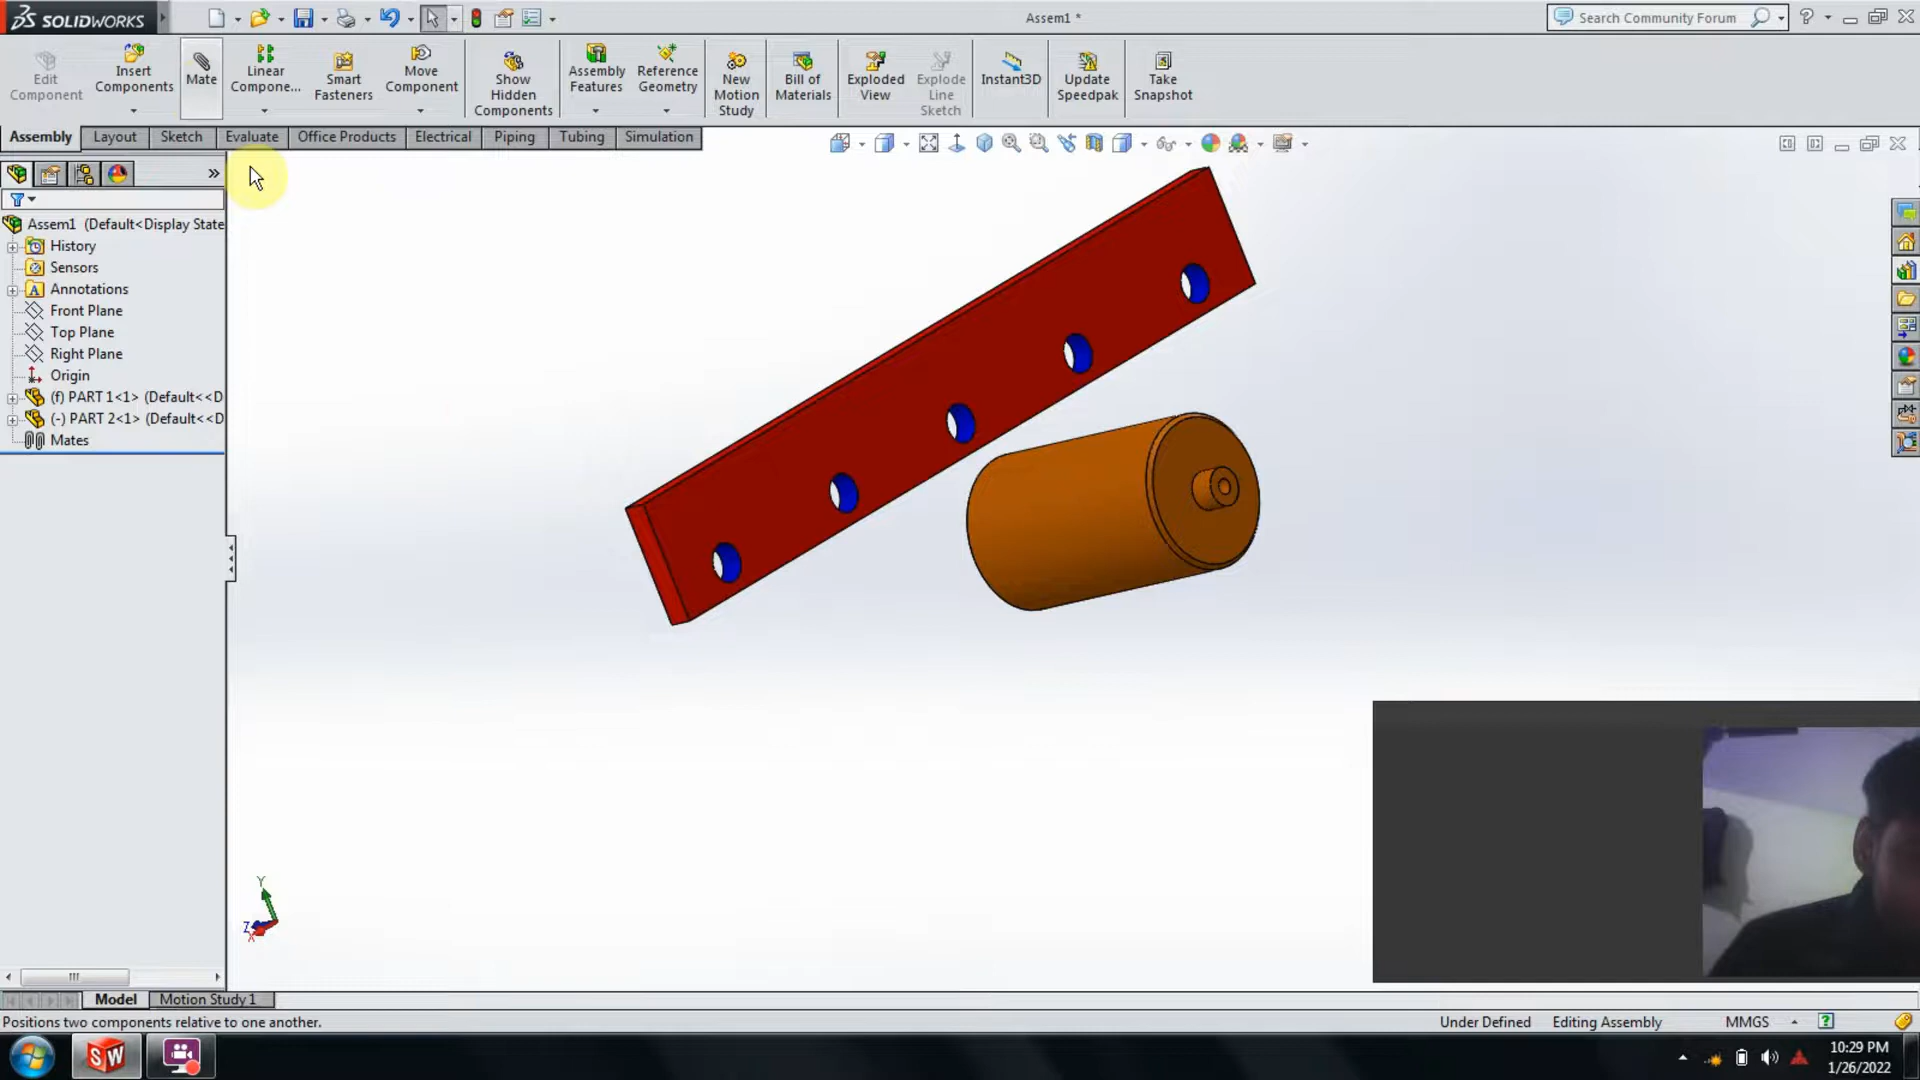 SOLIDWORKS
Assem1 *
Search Community Forum
Edit Component
Insert Components
Mate
Linear Compone...
Smart Fasteners
Move Component
Show Hidden Components
Assembly Features
Reference Geometry
New Motion Study
Bill of Materials
Exploded View
Explode Line Sketch
Instant3D
Update Speedpak
Take Snapshot
Assembly Layout Sketch Evaluate Office Products Electrical Piping Tubing Simulation
Assem1 (Default<Display State
History
Sensors
A Annotations
Front Plane
Top Plane
Right Plane
Origin
(f) PART 1<1> (Default<<D
(-) PART 2<1> (Default<<D
Mates
Y
Z
X
Model Motion Study 1
Positions two components relative to one another.
Under Defined Editing Assembly MMGS
SW
10:29 PM
1/26/2022